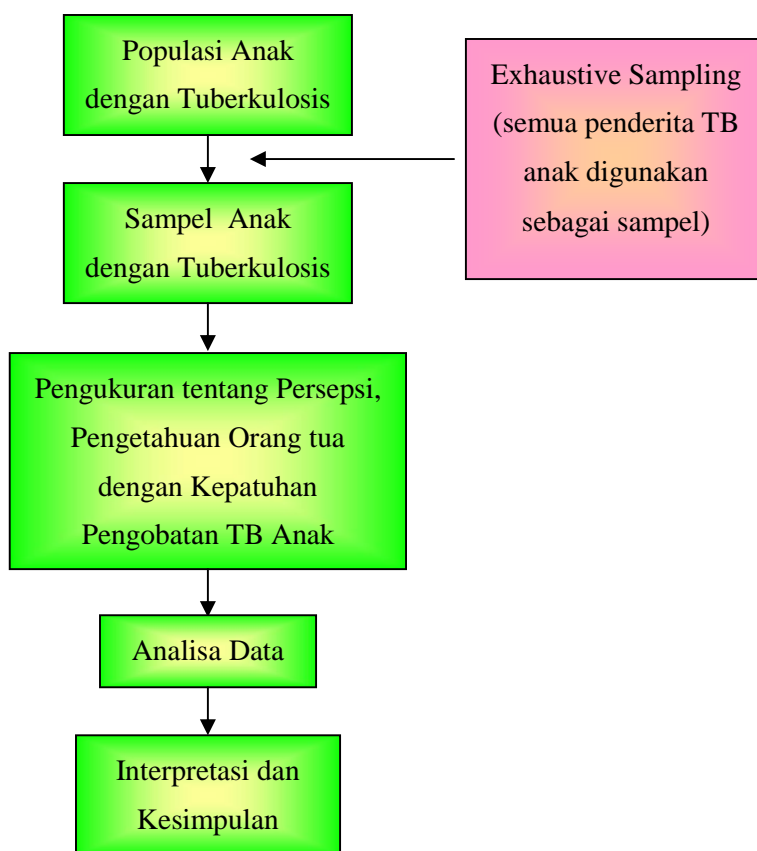 Populasi Anak
dengan Tuberkulosis
Exhaustive Sampling
(semua penderita TB
anak digunakan
sebagai sampel)
Sampel Anak
dengan Tuberkulosis
Pengukuran tentang Persepsi,
Pengetahuan Orang tua
dengan Kepatuhan
Pengobatan TB Anak
Analisa Data
Interpretasi dan
Kesimpulan